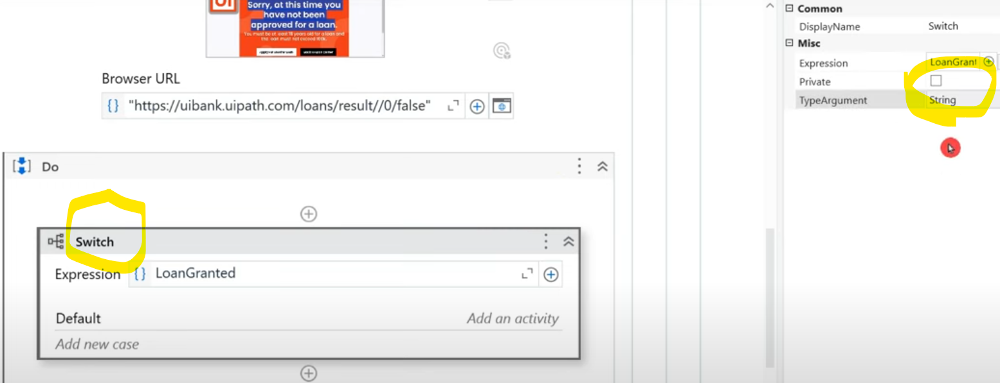 UI
Sorry, at this time you
have not been
approved for a loan.
You must be at least 18 years old for a loan and
the loan must not exceed
Browser URL
"https://uibank.uipath.com/loans/result//0/false"
Do
Switch
Expression LoanGranted
Default Add an activity
Add new case
Common
DisplayName Switch
Misc
Expression LoanGrant
Private
TypeArgument String